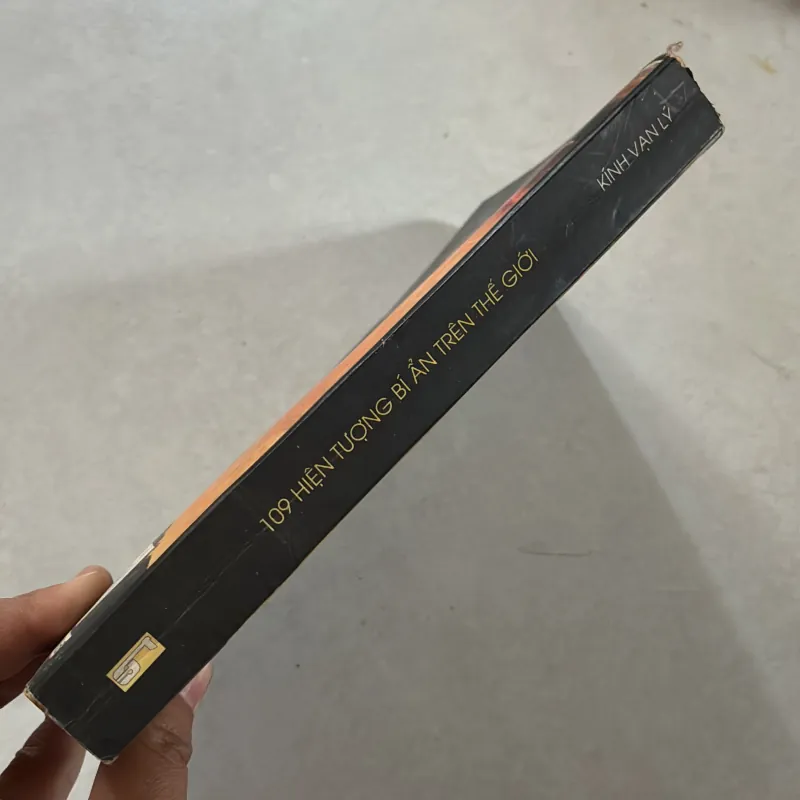 109 HIỆN TƯỢNG BÍ ẨN TRÊN THẾ GIỚI
KÍNH VẠN LÝ